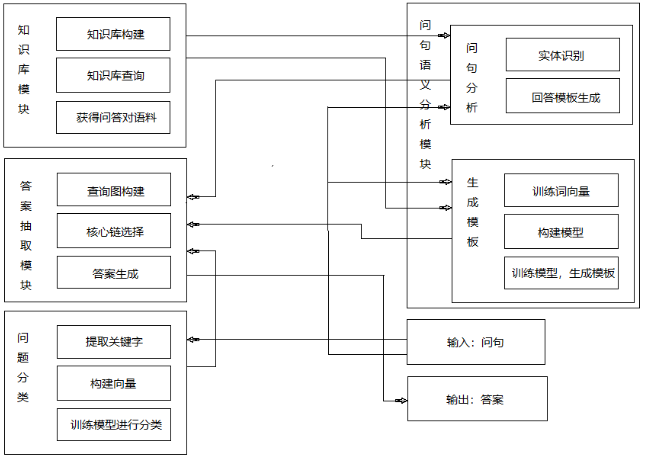 知识库模块
知识库构建
知识库查询
获得问答对语料
问句语义分析模块
问句分析
实体识别
回答模板生成
生成模板
训练词向量
构建模型
训练模型，生成模板
答案抽取模块
查询图构建
核心链选择
答案生成
问题分类
提取关键字
构建向量
训练模型进行分类
输入：问句
输出：答案